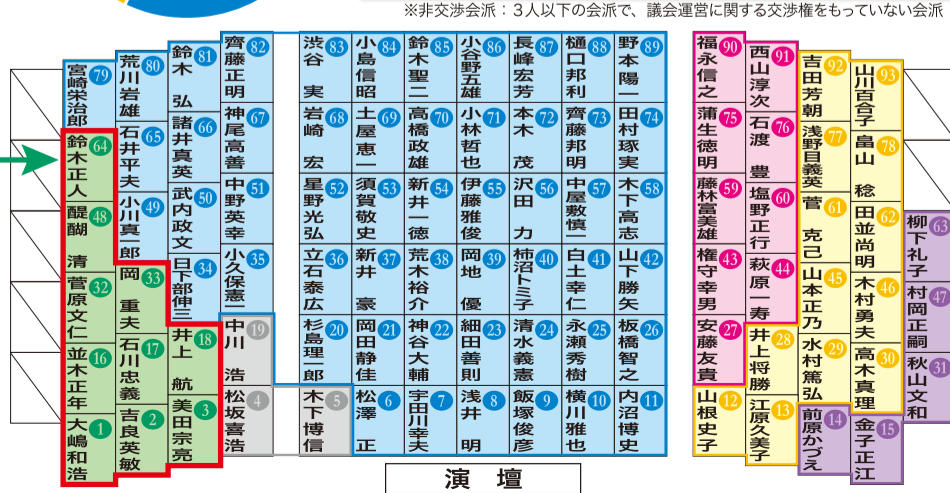 ※非交渉会派：3人以下の会派で、議会運営に関する交渉権をもっていない会派
79 宮崎栄治郎
80 荒川岩雄
81 鈴木 弘
82 齊藤正明
83 渋谷 実
84 小島信昭
85 鈴木聖二
86 小谷野五雄
87 長峰宏芳
88 樋口邦利
89 野本陽一
90 福永信之
91 西山淳次
92 吉田芳朝
93 山川百合子
64 鈴木正人
65 石井平夫
66 諸井真英
67 神尾高善
68 岩崎 宏
69 土屋惠一
70 高橋政雄
71 小林哲也
72 本木 茂
73 齊藤邦明
74 田村琢実
75 蒲生徳明
76 石渡 豊
77 浅野目義英
78 畠山 稔
48 醍醐 清
49 小川真一郎
50 武内政文
51 中野英幸
52 星野光弘
53 須賀敬史
54 新井一徳
55 伊藤雅俊
56 沢田 力
57 中屋敷慎一
58 木下高志
59 藤林富美雄
60 塩野正行
61 菅 克己
62 田並尚明
63 柳下礼子
32 菅原文仁
33 岡 重夫
34 日下部伸三
35 小久保憲一
36 立石泰広
37 新井 豪
38 荒木裕介
39 岡地 優
40 柿沼トミ子
41 白土幸仁
42 山下勝矢
43 権守幸男
44 萩原一寿
45 山本正乃
46 木村勇夫
47 村岡正嗣
16 並木正年
17 石川忠義
18 井上 航
19 中川 浩
20 杉島理一郎
21 岡田静佳
22 神谷大輔
23 細田善則
24 清水義憲
25 永瀬秀樹
26 板橋智之
27 安藤友貴
28 井上将勝
29 水村篤弘
30 高木真理
31 秋山文和
1 大嶋和浩
2 吉良英敏
3 美田宗亮
4 松坂喜浩
5 木下博信
6 松澤 正
7 宇田川幸夫
8 浅井 明
9 飯塚俊彦
10 横川雅也
11 内沼博史
12 山根史子
13 江原久美子
14 前原かづえ
15 金子正江
演壇